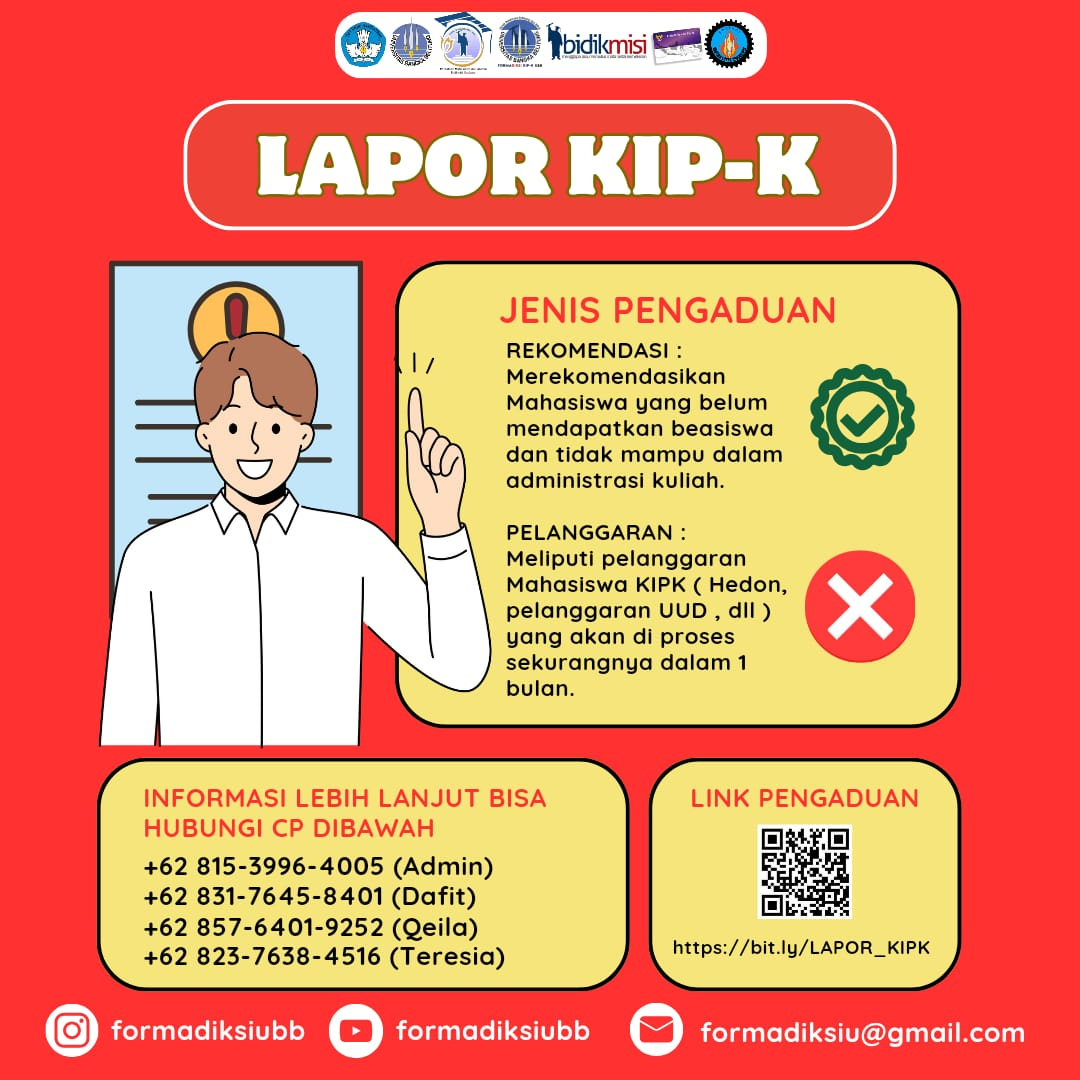 bidikmisi
LAPOR KIP-K
JENIS PENGADUAN
REKOMENDASI :
Merekomendasikan
Mahasiswa yang belum
mendapatkan beasiswa
dan tidak mampu dalam
administrasi kuliah.
PELANGGARAN :
Meliputi pelanggaran
Mahasiswa KIPK ( Hedon,
pelanggaran UUD , dll )
yang akan di proses
sekurangnya dalam 1
bulan.
INFORMASI LEBIH LANJUT BISA
HUBUNGI CP DIBAWAH
+62 815-3996-4005 (Admin)
+62 831-7645-8401 (Dafit)
+62 857-6401-9252 (Qeila)
+62 823-7638-4516 (Teresia)
LINK PENGADUAN
https://bit.ly/LAPOR_KIPK
formadiksiubb
formadiksiubb
formadiksiu@gmail.com